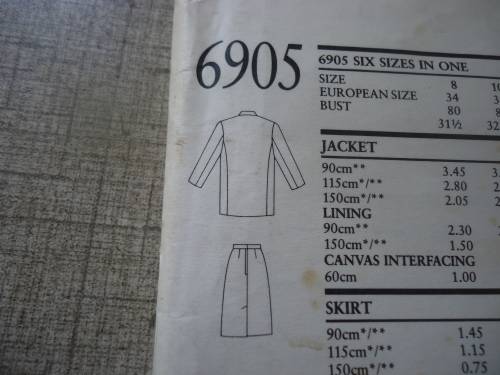 6905
6905 SIX SIZES IN ONE
SIZE 8 10
EUROPEAN SIZE 34
BUST 80
31½ 32
JACKET
90cm** 3.45
115cm*/** 2.80
150cm*/** 2.05
LINING
90cm** 2.30
150cm*/** 1.50
CANVAS INTERFACING
60cm 1.00
SKIRT
90cm*/** 1.45
115cm*/** 1.15
150cm*/** 0.75